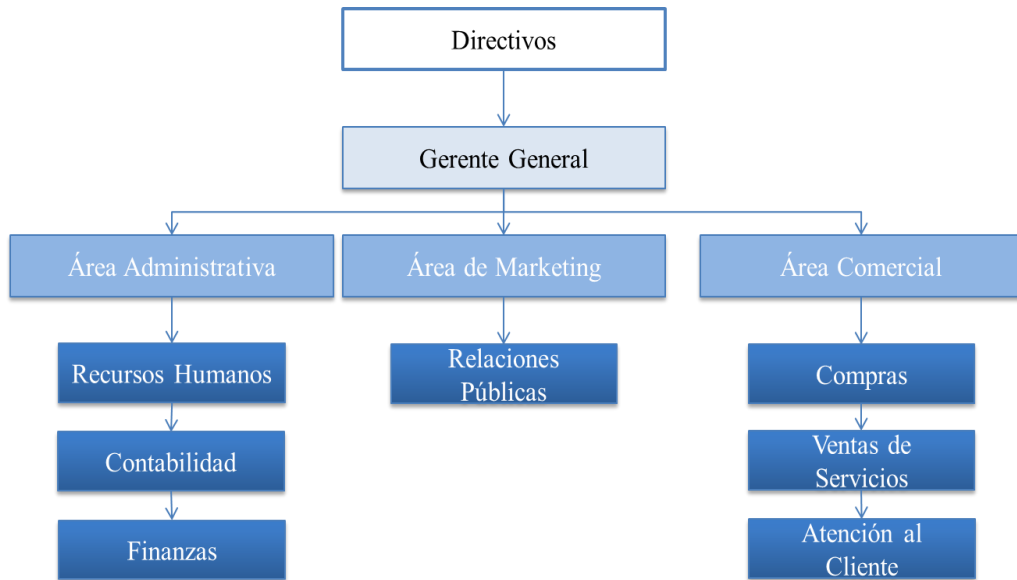 Directivos
Gerente General
Área Administrativa
Área de Marketing
Área Comercial
Recursos Humanos
Relaciones
Públicas
Compras
Contabilidad
Ventas de
Servicios
Finanzas
Atención al
Cliente